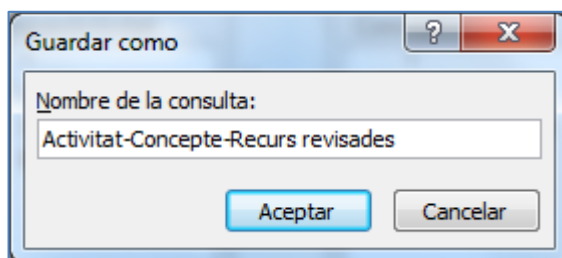 Guardar como
Nombre de la consulta:
Activitat-Concepte-Recurs revisades
Aceptar Cancelar